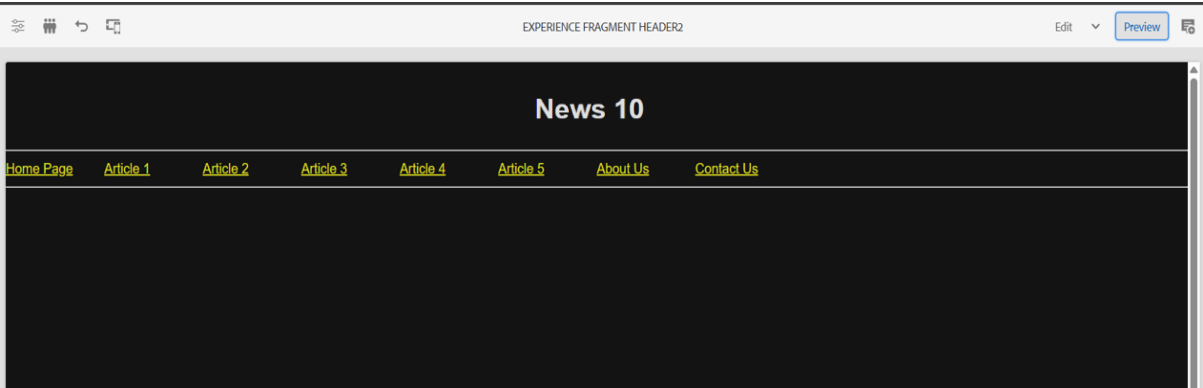 EXPERIENCE FRAGMENT HEADER2
Edit
Preview
News 10
Home Page Article 1 Article 2 Article 3 Article 4 Article 5 About Us Contact Us